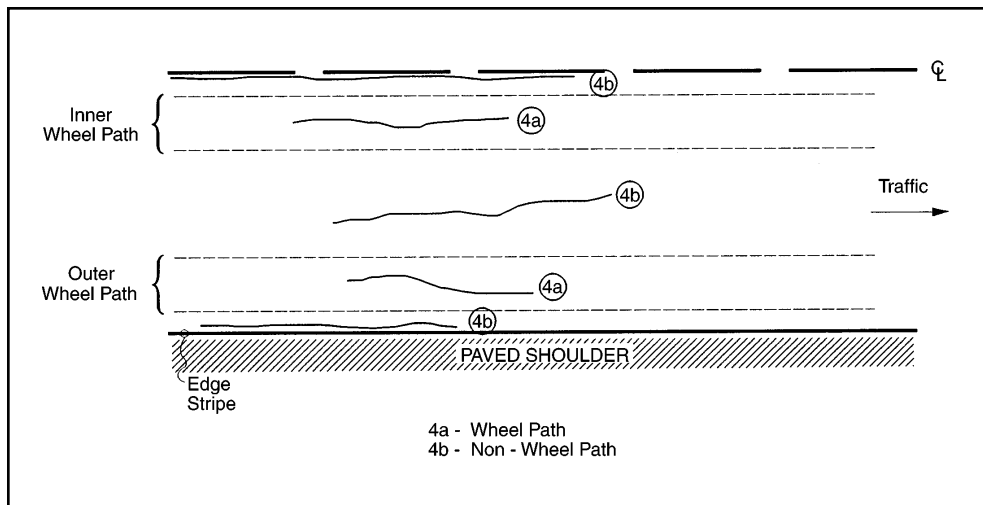 4b
℄
Inner
Wheel Path
4a
4b
Traffic
Outer
Wheel Path
4a
4b
PAVED SHOULDER
Edge
Stripe
4a - Wheel Path
4b - Non - Wheel Path